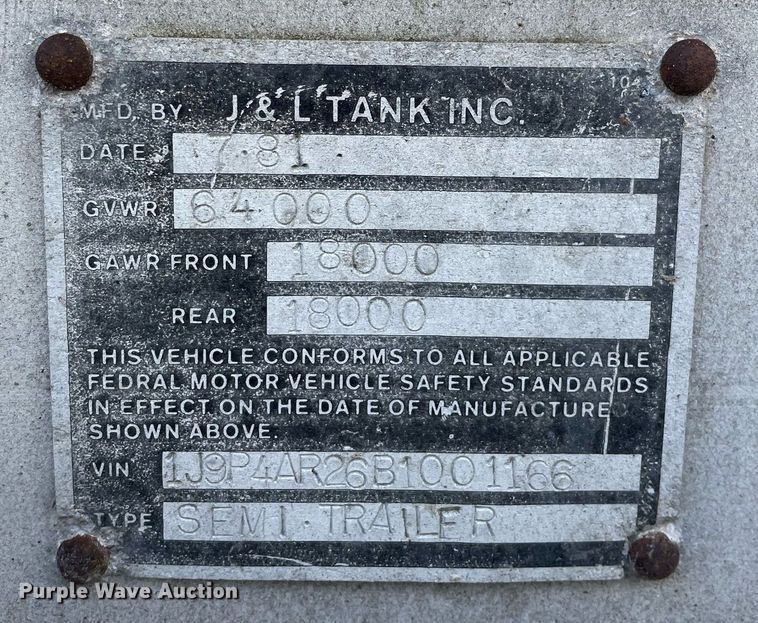 MFD. BY J & L TANK INC.
DATE 7 81
GVWR 64000
GAWR FRONT 18000
REAR 18000
THIS VEHICLE CONFORMS TO ALL APPLICABLE
FEDRAL MOTOR VEHICLE SAFETY STANDARDS
IN EFFECT ON THE DATE OF MANUFACTURE
SHOWN ABOVE.
VIN 1J9P4AR26B1001166
TYPE SEMI TRAILER
Purple Wave Auction